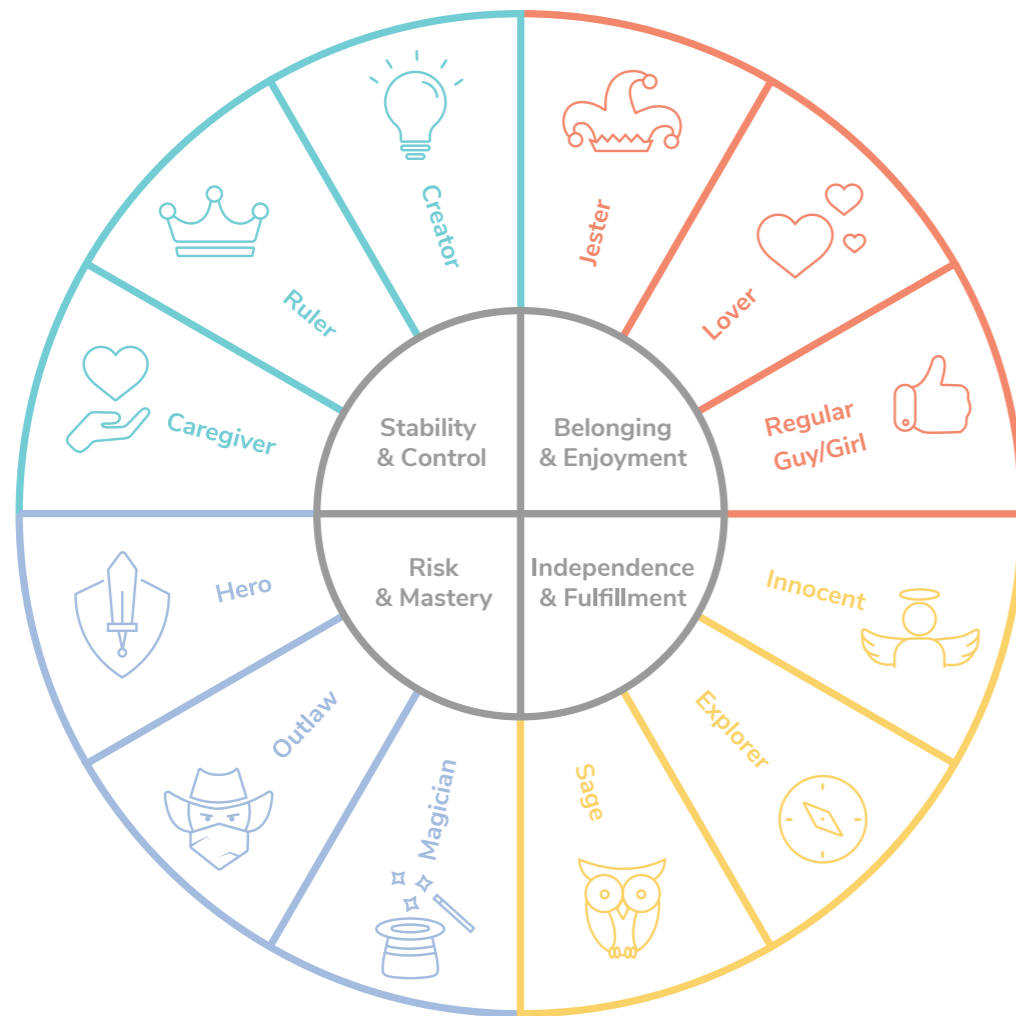 Creator
Jester
Ruler
Lover
Caregiver
Regular
Guy/Girl
Stability
& Control
Belonging
& Enjoyment
Risk
& Mastery
Independence
& Fulfillment
Hero
Innocent
Outlaw
Explorer
Magician
Sage